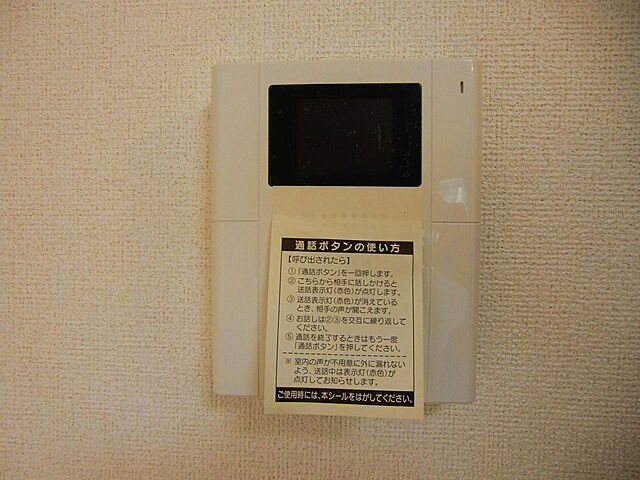 通話ボタンの使い方
【呼び出されたら】
①「通話ボタン」を一回押します。
② こちらから相手に話しかけると
送話表示灯(赤色)が点灯します。
③ 送話表示灯(赤色)が消えている
とき、相手の声が聞こえます。
④ お話しは②③を交互に繰り返して
ください。
⑤ 通話を終了するときはもう一度
「通話ボタン」を押してください。
※ 室内の声が不用意に外に漏れない
よう、送話中は表示灯(赤色)が
点灯してお知らせします。
ご使用時には、本シールをはがしてください。